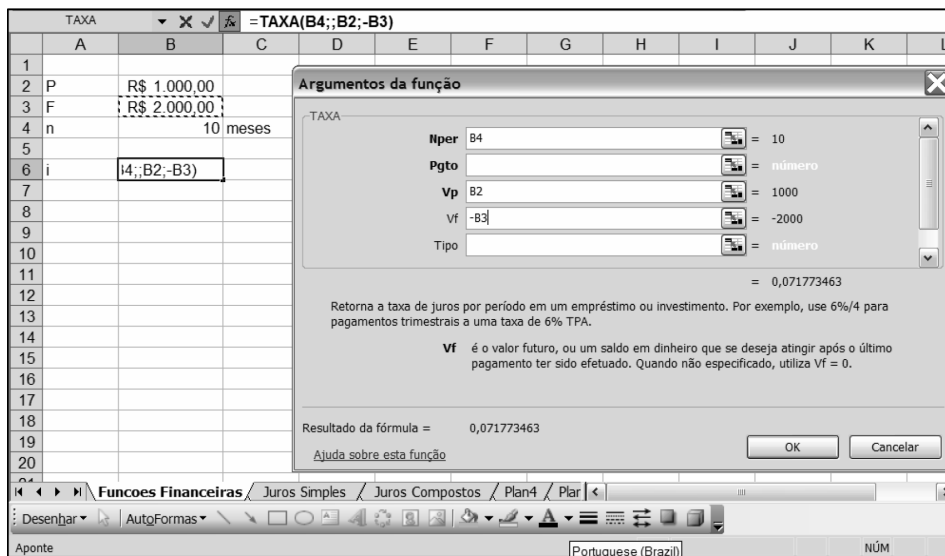 TAXA =TAXA(B4;;B2;-B3)
A B C D E F G H I J K L
1
2 P R$ 1.000,00
3 F R$ 2.000,00
4 n 10 meses
5
6 i 34;;B2;-B3)
7
8
9
10
11
12
13
14
15
16
17
18
19
20
Argumentos da função
TAXA
Nper B4 = 10
Pgto = número
Vp B2 = 1000
Vf -B3 = -2000
Tipo = número
= 0,071773463
Retorna a taxa de juros por período em um empréstimo ou investimento. Por exemplo, use 6%/4 para
pagamentos trimestrais a uma taxa de 6% TPA.
Vf é o valor futuro, ou um saldo em dinheiro que se deseja atingir após o último
pagamento ter sido efetuado. Quando não especificado, utiliza Vf = 0.
Resultado da fórmula = 0,071773463
Ajuda sobre esta função
OK Cancelar
Funcoes Financeiras Juros Simples Juros Compostos Plan4 Plan
Desenhar AutoFormas
Aponte Portuguese (Brazil) NÚM